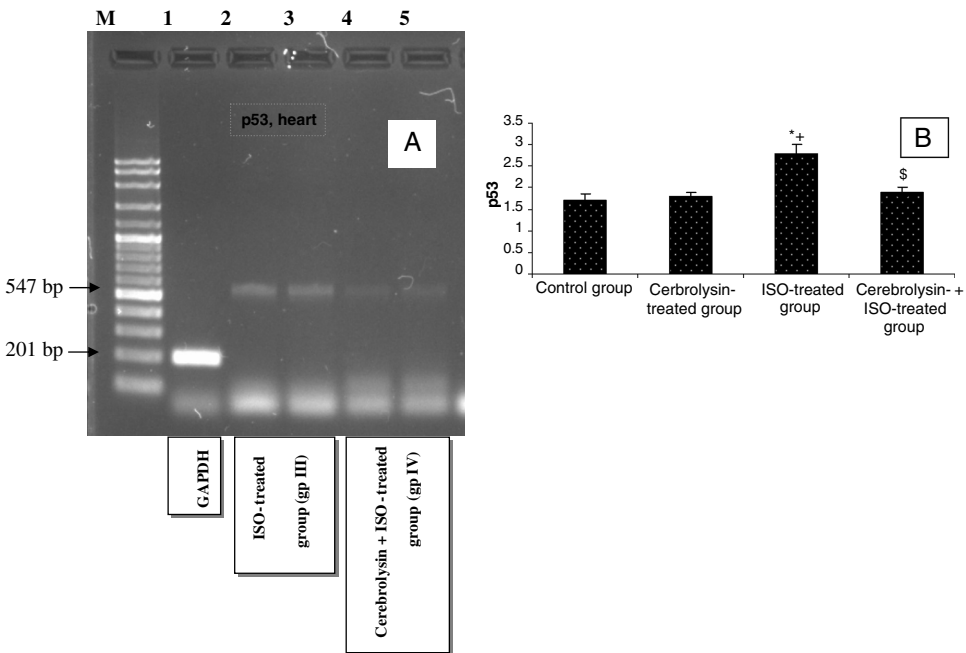 M 1 2 3 4 5
p53, heart
A
547 bp
201 bp
GAPDH
ISO-treated
group (gp III)
Cerebrolysin + ISO -treated
group (gp IV)
B
3.5
3
2.5
2
1.5
1
0.5
0
p53
*+
$
Control group
Cerbrolysin-
treated group
ISO-treated
group
Cerebrolysin- +
ISO-treated
group